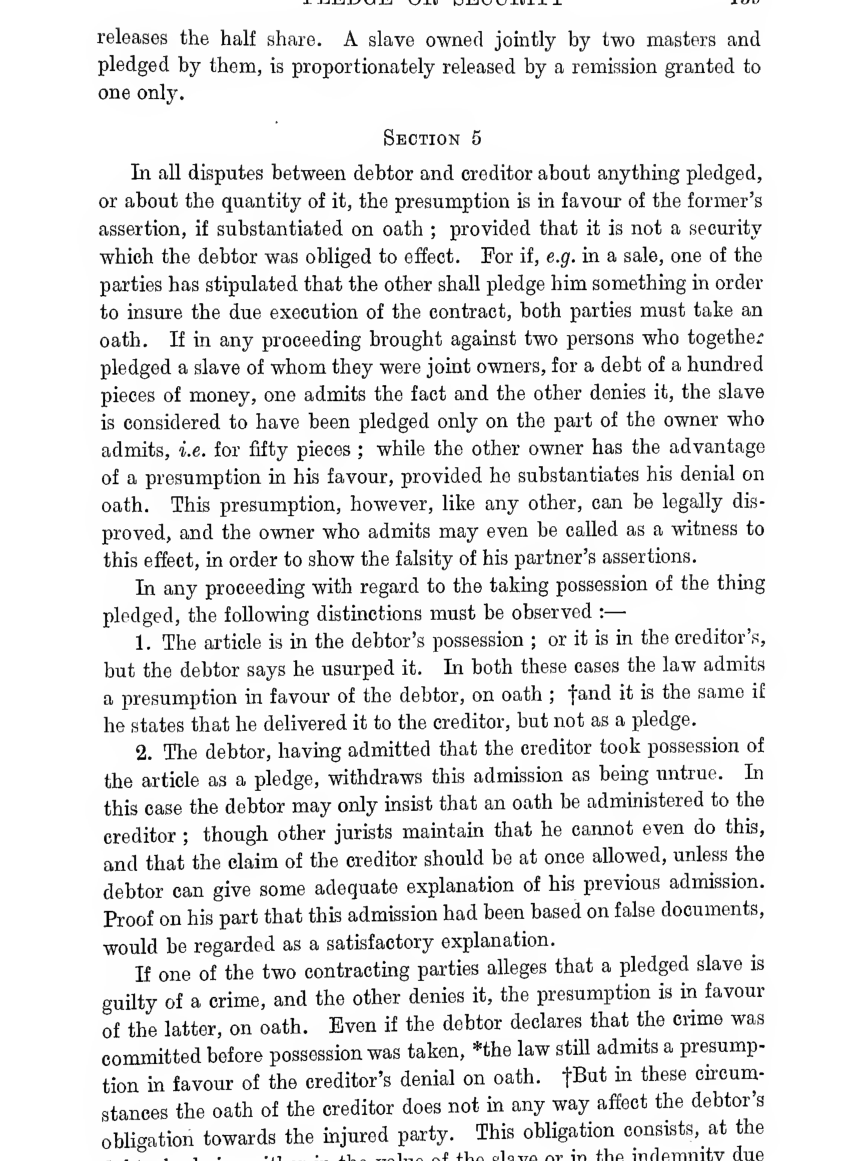 PLEDGE OR SECURITY
releases the half share. A slave owned jointly by two masters and
pledged by them, is proportionately released by a remission granted to
one only.
SECTION 5
In all disputes between debtor and creditor about anything pledged,
or about the quantity of it, the presumption is in favour of the former's
assertion, if substantiated on oath ; provided that it is not a security
which the debtor was obliged to effect. For if, e.g. in a sale, one of the
parties has stipulated that the other shall pledge him something in order
to insure the due execution of the contract, both parties must take an
oath. If in any proceeding brought against two persons who together
pledged a slave of whom they were joint owners, for a debt of a hundred
pieces of money, one admits the fact and the other denies it, the slave
is considered to have been pledged only on the part of the owner who
admits, i.e. for fifty pieces ; while the other owner has the advantage
of a presumption in his favour, provided he substantiates his denial on
oath. This presumption, however, like any other, can be legally dis-
proved, and the owner who admits may even be called as a witness to
this effect, in order to show the falsity of his partner's assertions.
In any proceeding with regard to the taking possession of the thing
pledged, the following distinctions must be observed :—
1. The article is in the debtor's possession ; or it is in the creditor's,
but the debtor says he usurped it. In both these cases the law admits
a presumption in favour of the debtor, on oath ; †and it is the same if
he states that he delivered it to the creditor, but not as a pledge.
2. The debtor, having admitted that the creditor took possession of
the article as a pledge, withdraws this admission as being untrue. In
this case the debtor may only insist that an oath be administered to the
creditor ; though other jurists maintain that he cannot even do this,
and that the claim of the creditor should be at once allowed, unless the
debtor can give some adequate explanation of his previous admission.
Proof on his part that this admission had been based on false documents,
would be regarded as a satisfactory explanation.
If one of the two contracting parties alleges that a pledged slave is
guilty of a crime, and the other denies it, the presumption is in favour
of the latter, on oath. Even if the debtor declares that the crime was
committed before possession was taken, *the law still admits a presump-
tion in favour of the creditor's denial on oath. †But in these circum-
stances the oath of the creditor does not in any way affect the debtor's
obligation towards the injured party. This obligation consists, at the
the value of the slave or in the indemnity due